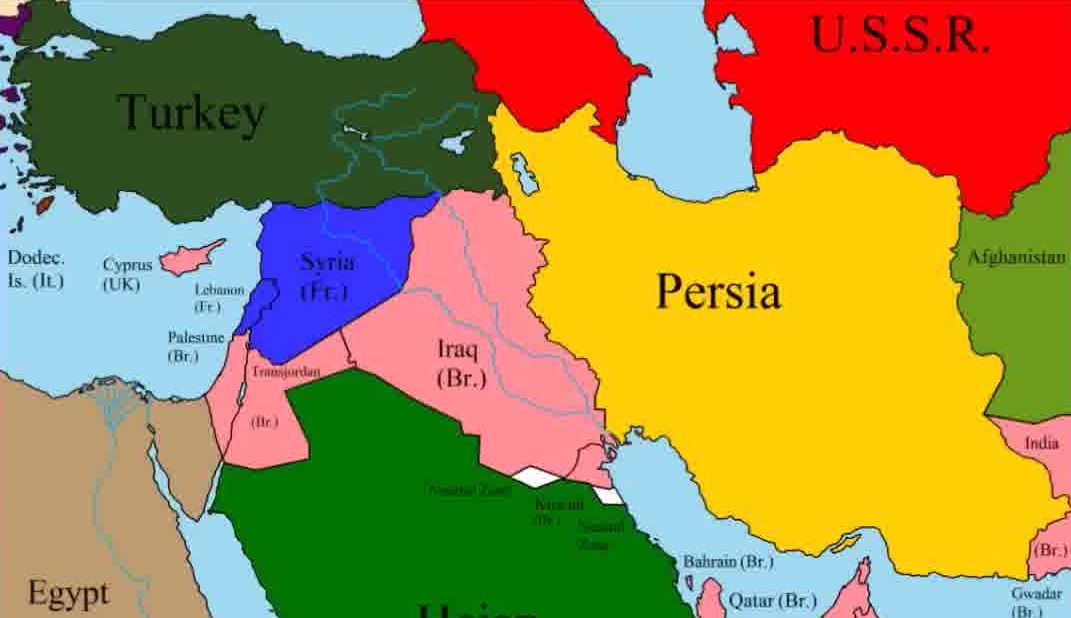 U.S.S.R.
Turkey
Dodec.
Is. (It.)
Cyprus
(UK)
Syria
(Fr.)
Lebanon
(Fr.)
Persia
Afghanistan
Palestine
(Br.)
Iraq
(Br.)
Transjordan
(Br.)
India
Neutral Zone
Kuwait
(Br.)
Neutral
Zone
Egypt
Bahrain (Br.)
Qatar (Br.)
(Br.)
Gwadar
(Br.)